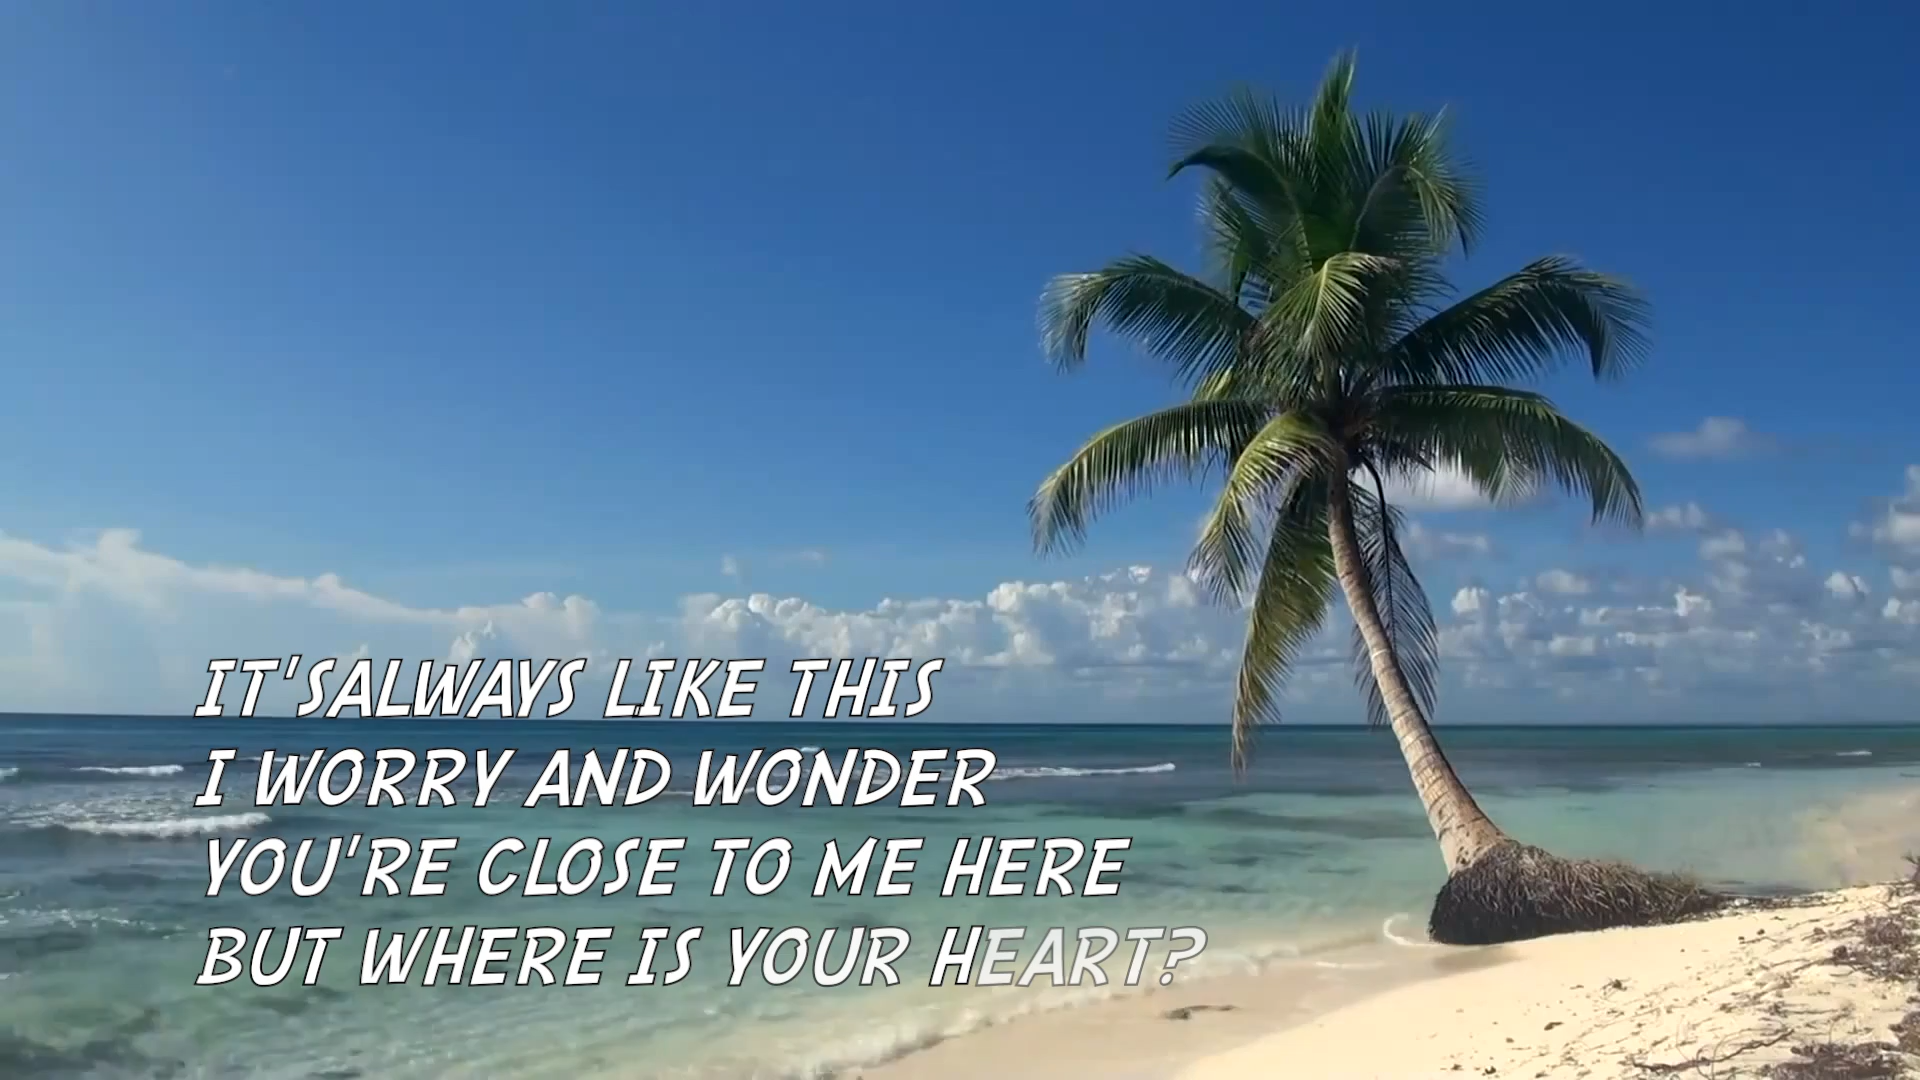 IT'SALWAYS LIKE THIS
I WORRY AND WONDER
YOU'RE CLOSE TO ME HERE
BUT WHERE IS YOUR HEART?